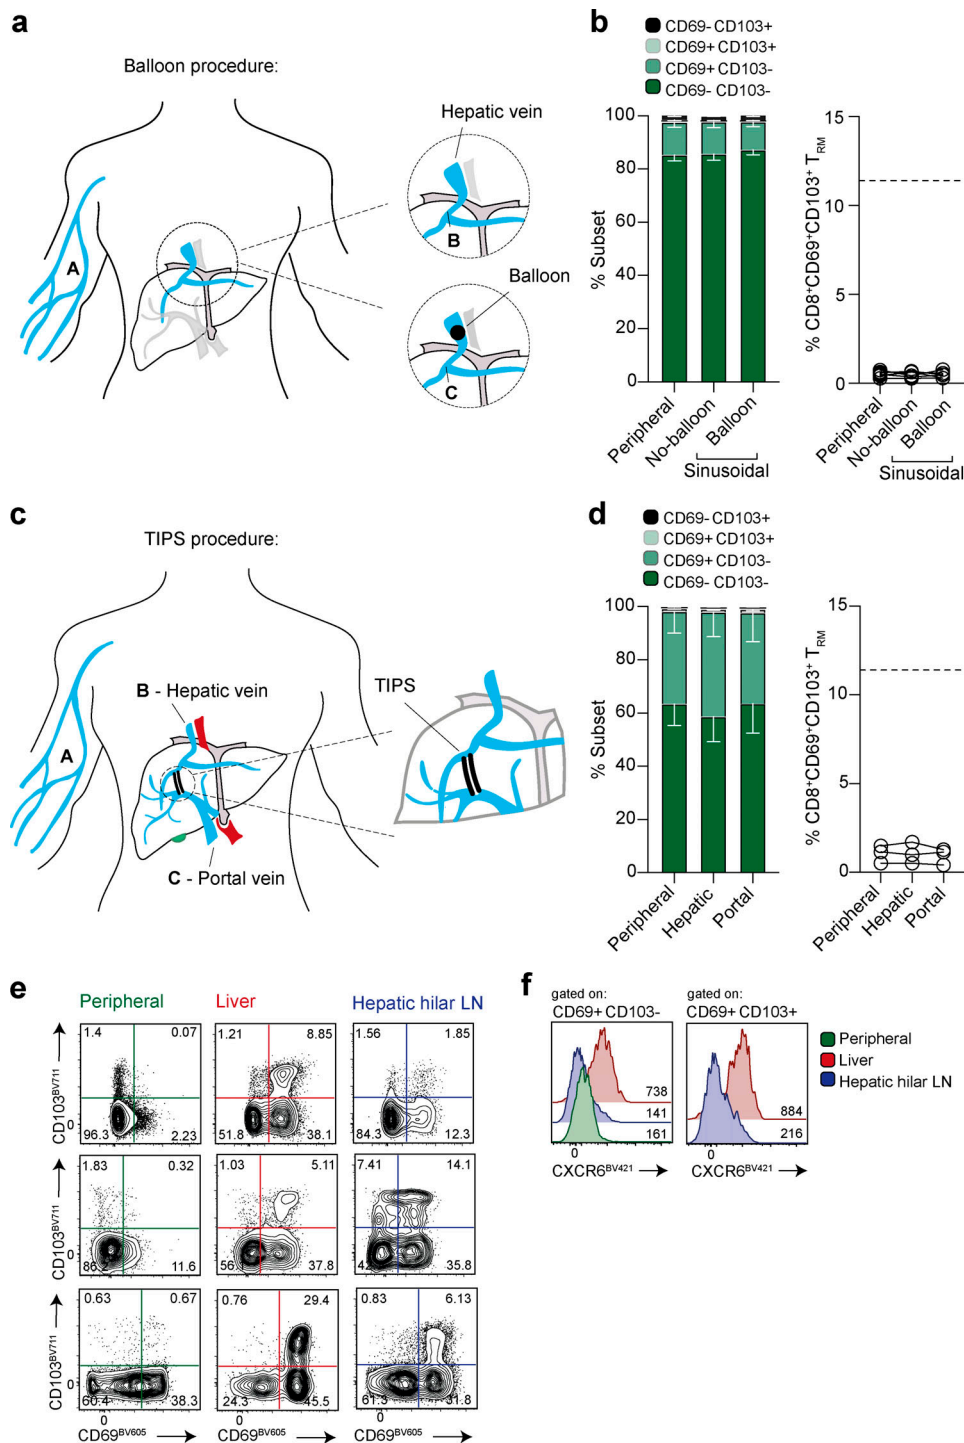 a
Balloon procedure:
Hepatic vein
A
B
Balloon
C
b
CD69- CD103+
CD69+ CD103+
CD69+ CD103-
CD69- CD103-
% Subset
100
80
60
40
20
0
Peripheral
No-balloon
Balloon
Sinusoidal
% CD8+CD69+CD103+ TRM
15
10
5
0
Peripheral
No-balloon
Balloon
Sinusoidal
c
TIPS procedure:
B - Hepatic vein
TIPS
A
C - Portal vein
d
CD69- CD103+
CD69+ CD103+
CD69+ CD103-
CD69- CD103-
% Subset
100
80
60
40
20
0
Peripheral
Hepatic
Portal
% CD8+CD69+CD103+ TRM
15
10
5
0
Peripheral
Hepatic
Portal
e
Peripheral Liver Hepatic hilar LN
CD103BV711
1.4 0.07 1.21 8.85 1.56 1.85
0
96.3 2.23 51.8 38.1 84.3 12.3
CD103BV711
1.83 0.32 1.03 5.11 7.41 14.1
0
86.2 11.6 56. 37.8 42. 35.8
CD103BV711
0.63 0.67 0.76 29.4 0.83 6.13
0
60.4 38.3 24.3 45.5 61.3 31.8
0 0 0
CD69BV605 CD69BV605 CD69BV605
f
gated on: gated on:
CD69+ CD103- CD69+ CD103+
738
141
161
884
216
0 0
CXCR6BV421 CXCR6BV421
Peripheral
Liver
Hepatic hilar LN